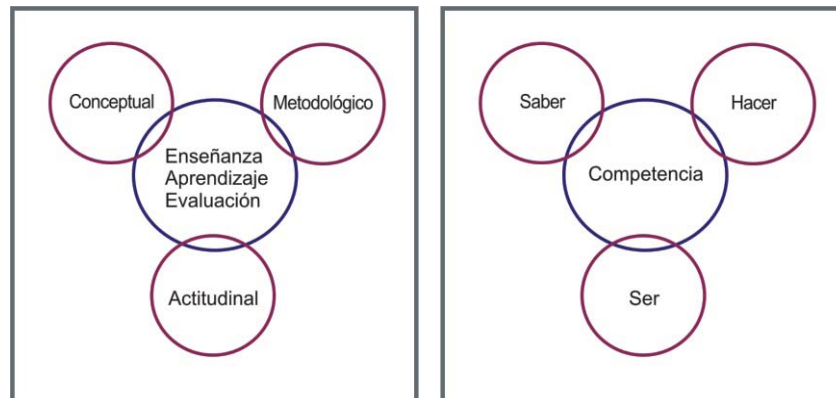 Conceptual
Metodológico
Enseñanza
Aprendizaje
Evaluación
Actitudinal
Saber
Hacer
Competencia
Ser